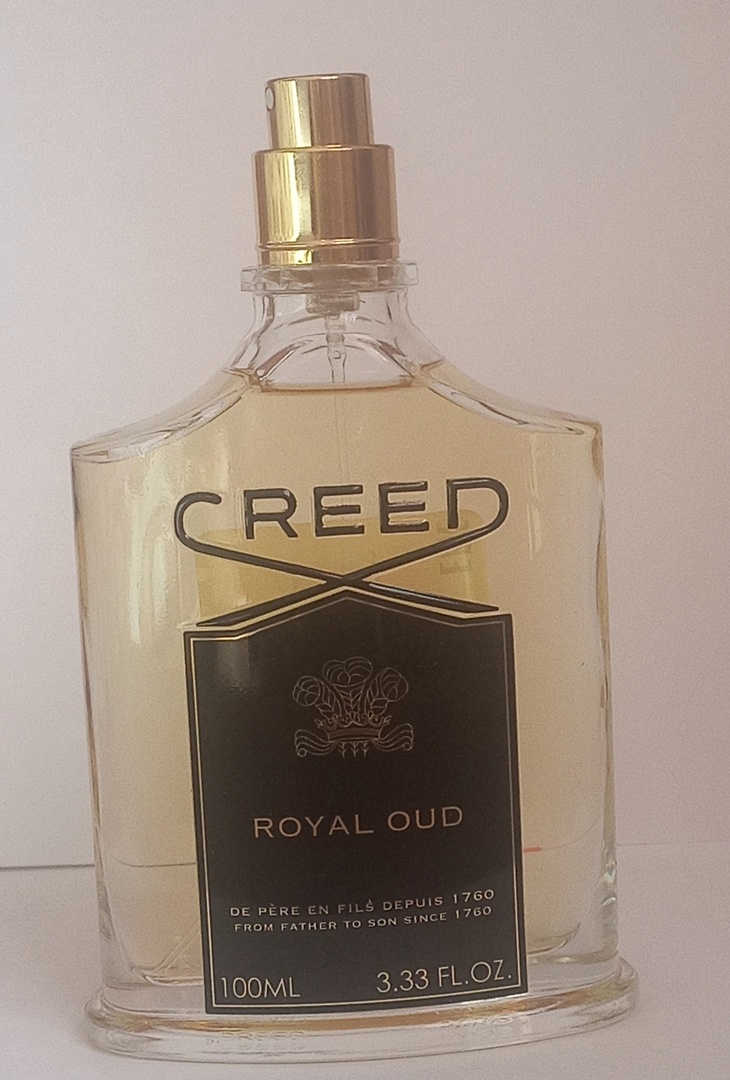 CREED
ROYAL OUD
DE PÈRE EN FILS DEPUIS 1760
FROM FATHER TO SON SINCE 1760
100ML 3.33 FL.OZ.